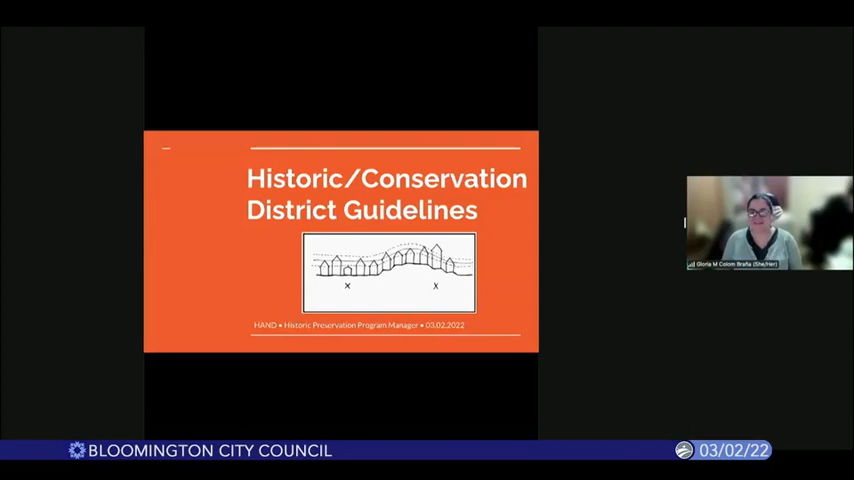 Historic/Conservation
District Guidelines
x x
HAND • Historic Preservation Program Manager • 03.02.2022
Gloria M Colom Braña (She/Her)
BLOOMINGTON CITY COUNCIL
03/02/22